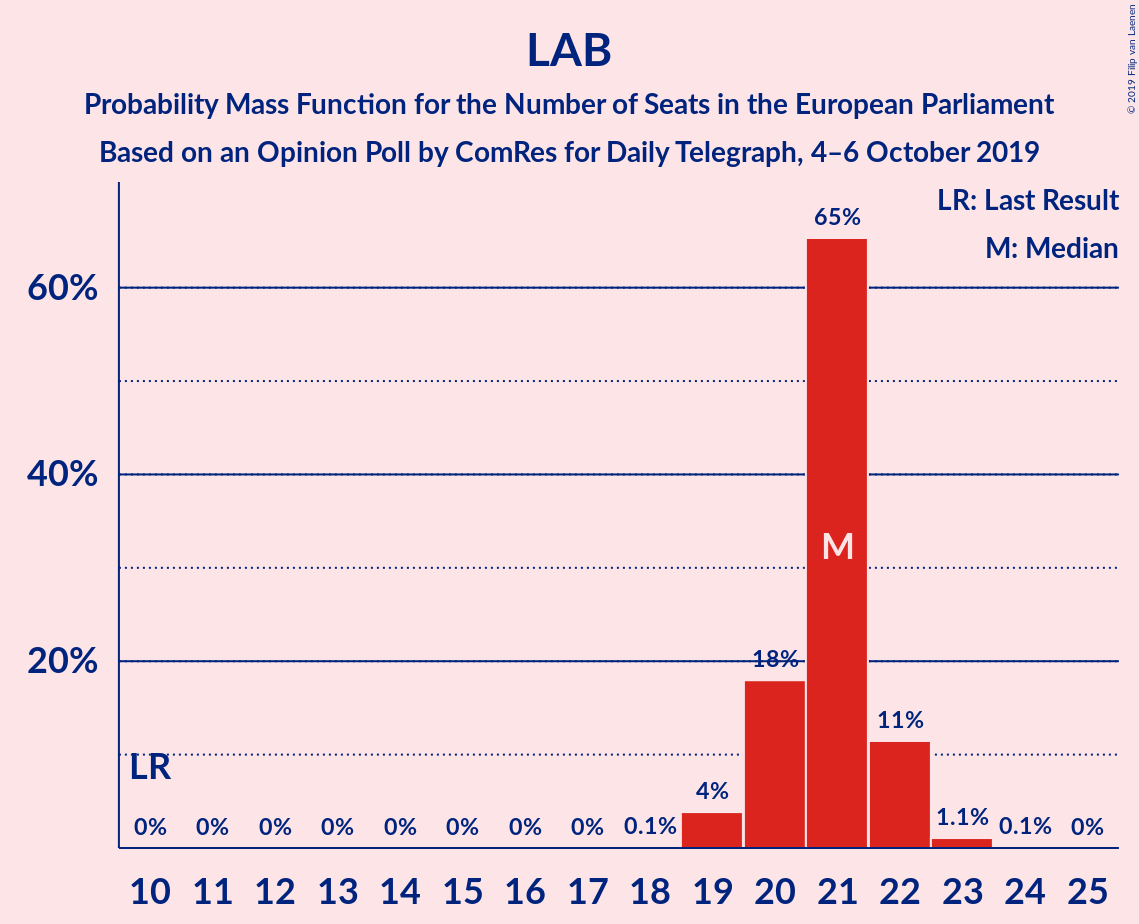 LAB
Probability Mass Function for the Number of Seats in the European Parliament
Based on an Opinion Poll by ComRes for Daily Telegraph, 4–6 October 2019
© 2019 Filip van Laenen
LR: Last Result
M: Median
65%
60%
40%
M
20%
18%
11%
LR
4%
0% 0% 0% 0% 0% 0% 0% 0% 0.1% 1.1% 0.1% 0%
10 11 12 13 14 15 16 17 18 19 20 21 22 23 24 25